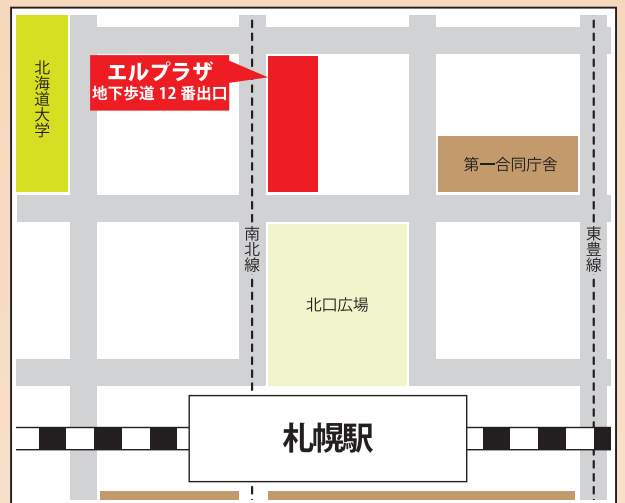 北海道大学
エルプラザ
地下歩道 12 番出口
第一合同庁舎
南北線
東豊線
北口広場
札幌駅